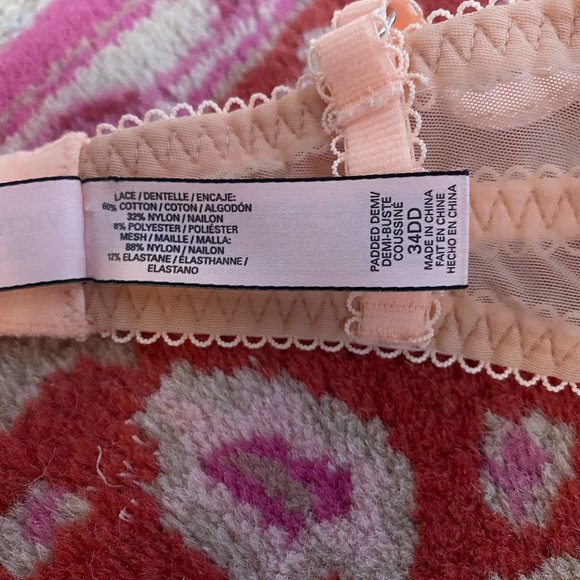 LACE / DENTELLE / ENCAJE:
60% COTTON / COTON / ALGODÓN
32% NYLON / NAILON
8% POLYESTER / POLIÉSTER
MESH / MAILLE / MALLA:
88% NYLON / NAILON
12% ELASTANE / ÉLASTHANNE /
ELASTANO
PADDED DEMI/
DEMI-BUSTE
COUSSINÉ
34DD
MADE IN CHINA
FAIT EN CHINE
HECHO EN CHINA